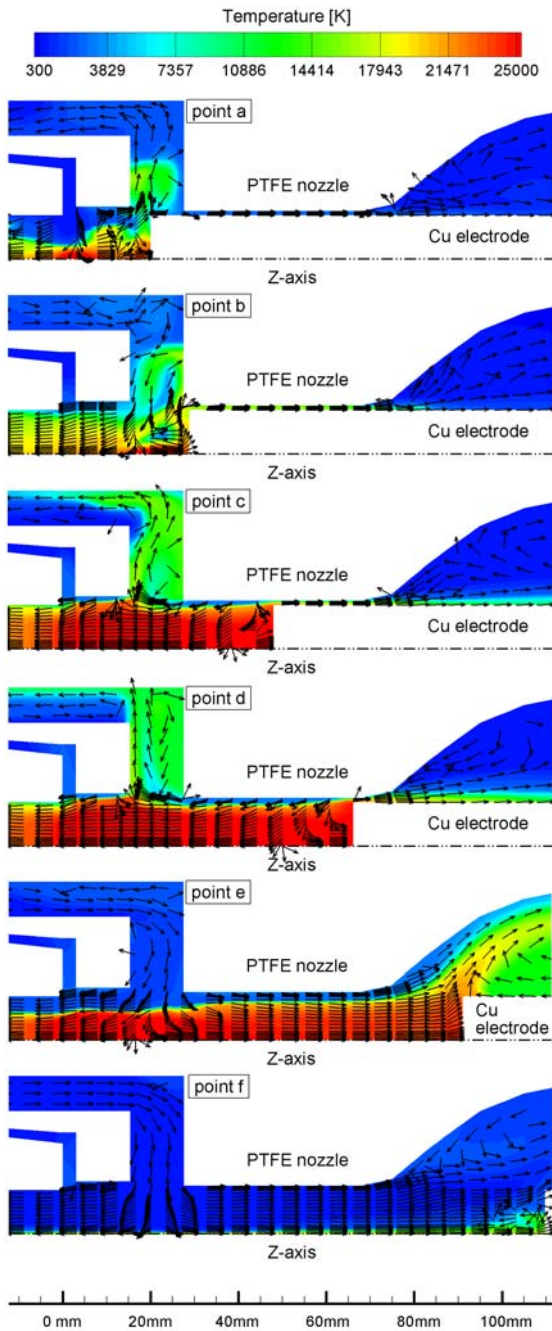 Temperature [K]
300 3829 7357 10886 14414 17943 21471 25000
point a
PTFE nozzle
Cu electrode
Z-axis
point b
PTFE nozzle
Cu electrode
Z-axis
point c
PTFE nozzle
Cu electrode
Z-axis
point d
PTFE nozzle
Cu electrode
Z-axis
point e
PTFE nozzle
Cu
electrode
Z-axis
point f
PTFE nozzle
Z-axis
0 mm 20mm 40mm 60mm 80mm 100mm